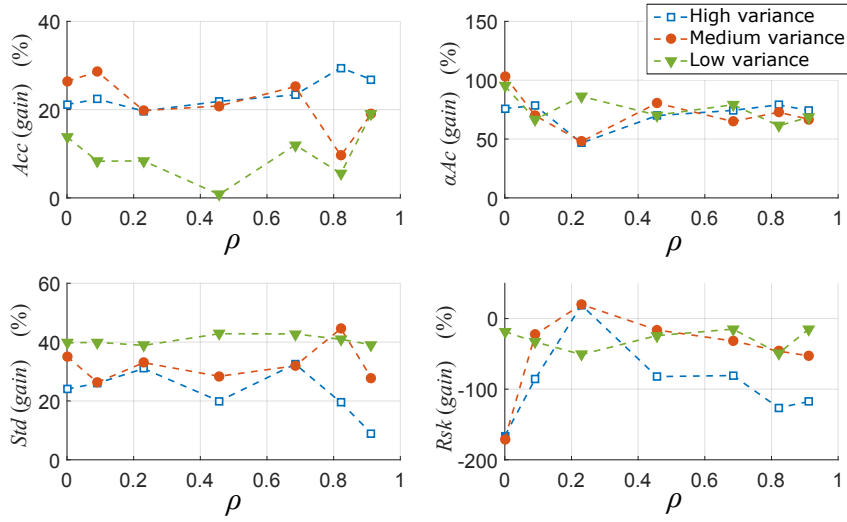 High variance
Medium variance
Low variance
Acc (gain) (%)
40
20
0
0 0.2 0.4 0.6 0.8 1
ρ
αAc (gain) (%)
150
100
50
0
0 0.2 0.4 0.6 0.8 1
ρ
Std (gain) (%)
60
40
20
0
0 0.2 0.4 0.6 0.8 1
ρ
Rsk (gain) (%)
0
-100
-200
0 0.2 0.4 0.6 0.8 1
ρ